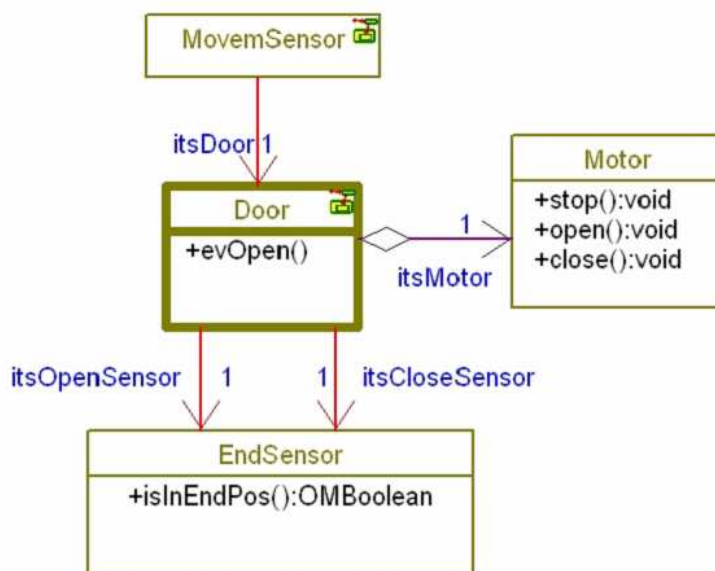 MovemSensor
itsDoor 1
Door
+evOpen()
1
itsMotor
Motor
+stop():void
+open():void
+close():void
itsOpenSensor 1
1 itsCloseSensor
EndSensor
+isInEndPos():OMBoolean